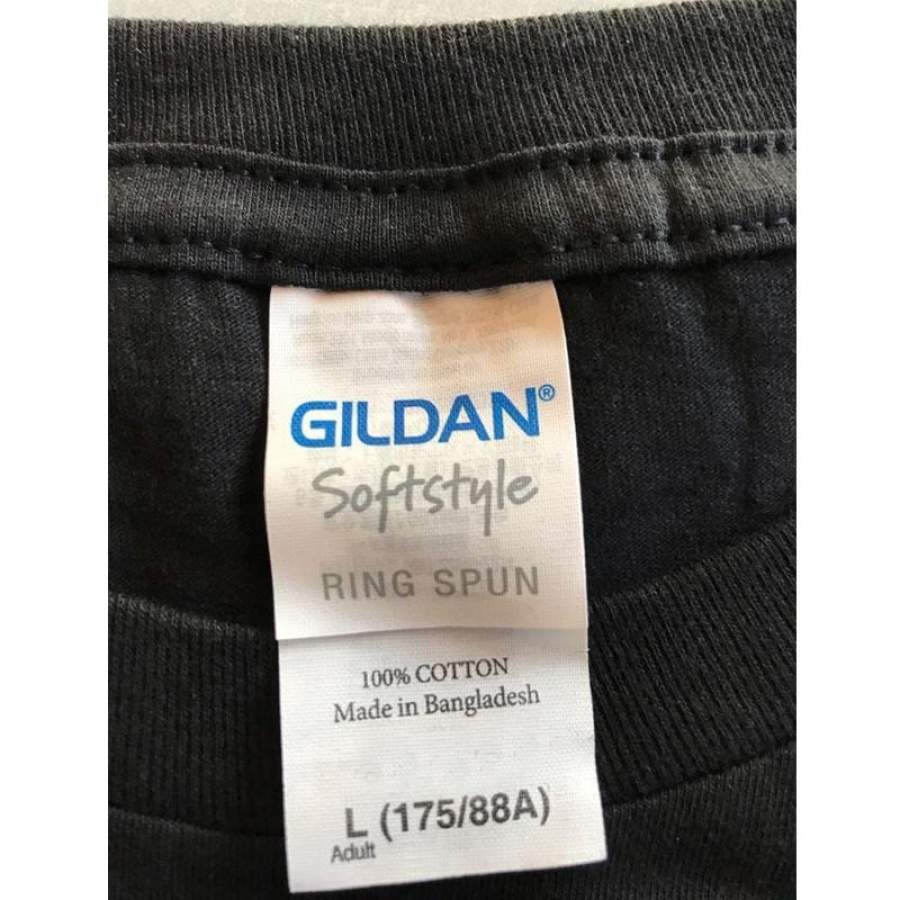 GILDAN®
Softstyle
RING SPUN
100% COTTON
Made in Bangladesh
L (175/88A)
Adult